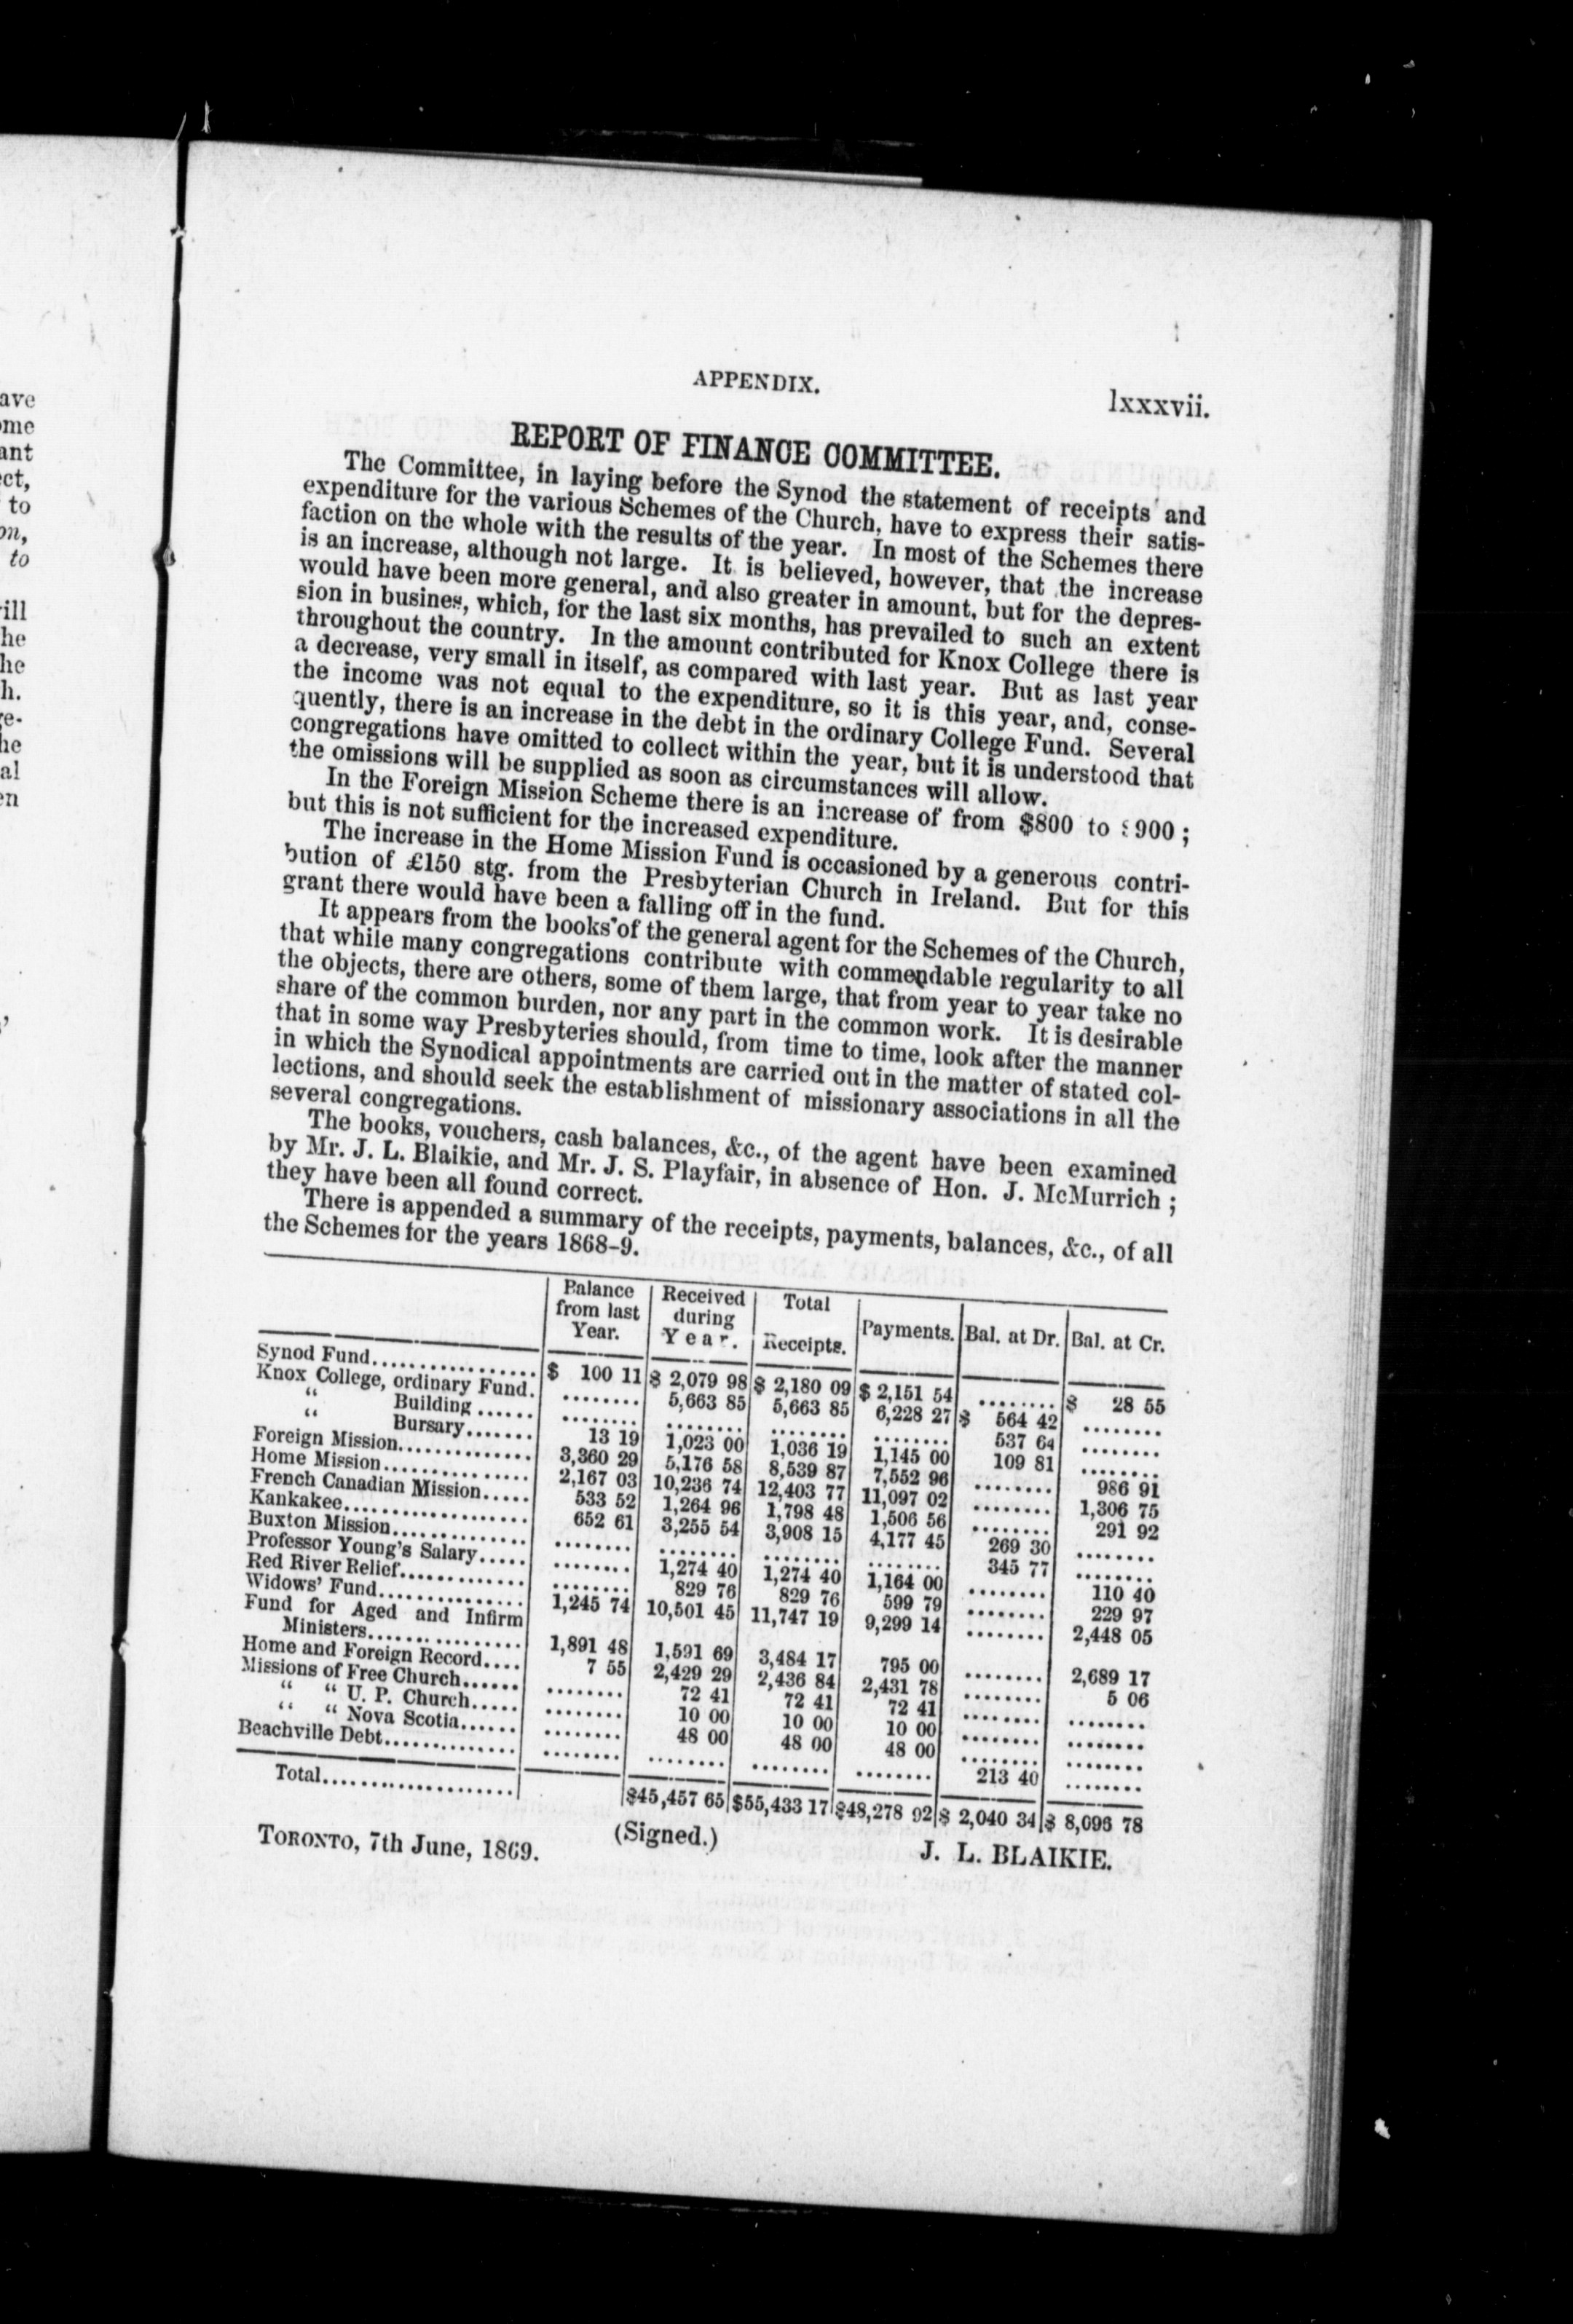 ave
ome
ant
ect,
to
on,
to
ill
he
he
h.
he
al
en
APPENDIX.
lxxxvii.
REPORT OF FINANCE COMMITTEE.
The Committee, in laying before the Synod the statement of receipts and
expenditure for the various Schemes of the Church, have to express their satis-
faction on the whole with the results of the year. In most of the Schemes there
is an increase, although not large. It is believed, however, that the increase
would have been more general, and also greater in amount, but for the depres-
sion in busines, which, for the last six months, has prevailed to such an extent
throughout the country. In the amount contributed for Knox College there is
a decrease, very small in itself, as compared with last year. But as last year
the income was not equal to the expenditure, so it is this year, and, conse-
quently, there is an increase in the debt in the ordinary College Fund. Several
congregations have omitted to collect within the year, but it is understood that
the omissions will be supplied as soon as circumstances will allow.
In the Foreign Mission Scheme there is an increase of from $800 to $900;
but this is not sufficient for the increased expenditure.
The increase in the Home Mission Fund is occasioned by a generous contri-
bution of £150 stg. from the Presbyterian Church in Ireland. But for this
grant there would have been a falling off in the fund.
It appears from the books of the general agent for the Schemes of the Church,
that while many congregations contribute with commendable regularity to all
the objects, there are others, some of them large, that from year to year take no
share of the common burden, nor any part in the common work. It is desirable
that in some way Presbyteries should, from time to time, look after the manner
in which the Synodical appointments are carried out in the matter of stated col-
lections, and should seek the establishment of missionary associations in all the
several congregations.
The books, vouchers, cash balances, &c., of the agent have been examined
by Mr. J. L. Blaikie, and Mr. J. S. Playfair, in absence of Hon. J. McMurrich;
they have been all found correct.
There is appended a summary of the receipts, payments, balances, &c., of all
the Schemes for the years 1868-9.
Balance from last Year. | Received during Year. | Total Receipts. | Payments. | Bal. at Dr. | Bal. at Cr.
Synod Fund................. $ 100 11 $ 2,079 98 $ 2,180 09 $ 2,151 54 ........ $ 28 55
Knox College, ordinary Fund. ........ 5,663 85 5,663 85 6,228 27 $ 564 42 ........
“ Building ...... ........ ........ ........ ........ 537 64 ........
“ Bursary....... 13 19 1,023 00 1,036 19 1,145 00 109 81 ........
Foreign Mission.............. 3,360 29 5,176 58 8,539 87 7,552 96 ........ 986 91
Home Mission............... 2,167 03 10,236 74 12,403 77 11,097 02 ........ 1,306 75
French Canadian Mission..... 533 52 1,264 96 1,798 48 1,506 56 ........ 291 92
Kankakee................... 652 61 3,255 54 3,908 15 4,177 45 269 30 ........
Buxton Mission.............. ........ ........ ........ ........ 345 77 ........
Professor Young's Salary..... ........ 1,274 40 1,274 40 1,164 00 ........ 110 40
Red River Relief............. ........ 829 76 829 76 599 79 ........ 229 97
Widows' Fund............... 1,245 74 10,501 45 11,747 19 9,299 14 ........ 2,448 05
Fund for Aged and Infirm
Ministers............... 1,891 48 1,591 69 3,484 17 795 00 ........ 2,689 17
Home and Foreign Record.... 7 55 2,429 29 2,436 84 2,431 78 ........ 5 06
Missions of Free Church...... ........ 72 41 72 41 72 41 ........ ........
“ “ U. P. Church..... ........ 10 00 10 00 10 00 ........ ........
“ “ Nova Scotia...... ........ 48 00 48 00 48 00 ........ ........
Beachville Debt.............. ........ ........ ........ ........ 213 40 ........
Total.................... $45,457 65 $55,433 17 $48,278 92 $ 2,040 34 $ 8,096 78
TORONTO, 7th June, 1869.
(Signed.)
J. L. BLAIKIE.